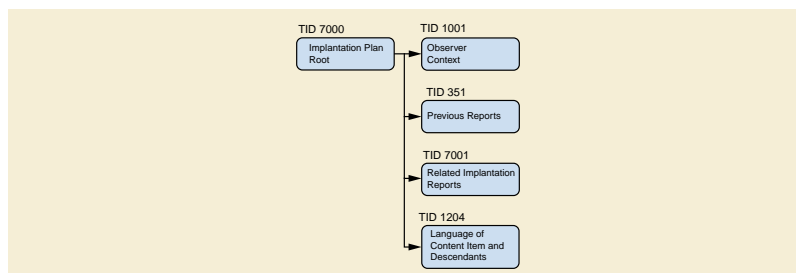 TID 7000
Implantation Plan
Root
TID 1001
Observer
Context
TID 351
Previous Reports
TID 7001
Related Implantation
Reports
TID 1204
Language of
Content Item and
Descendants